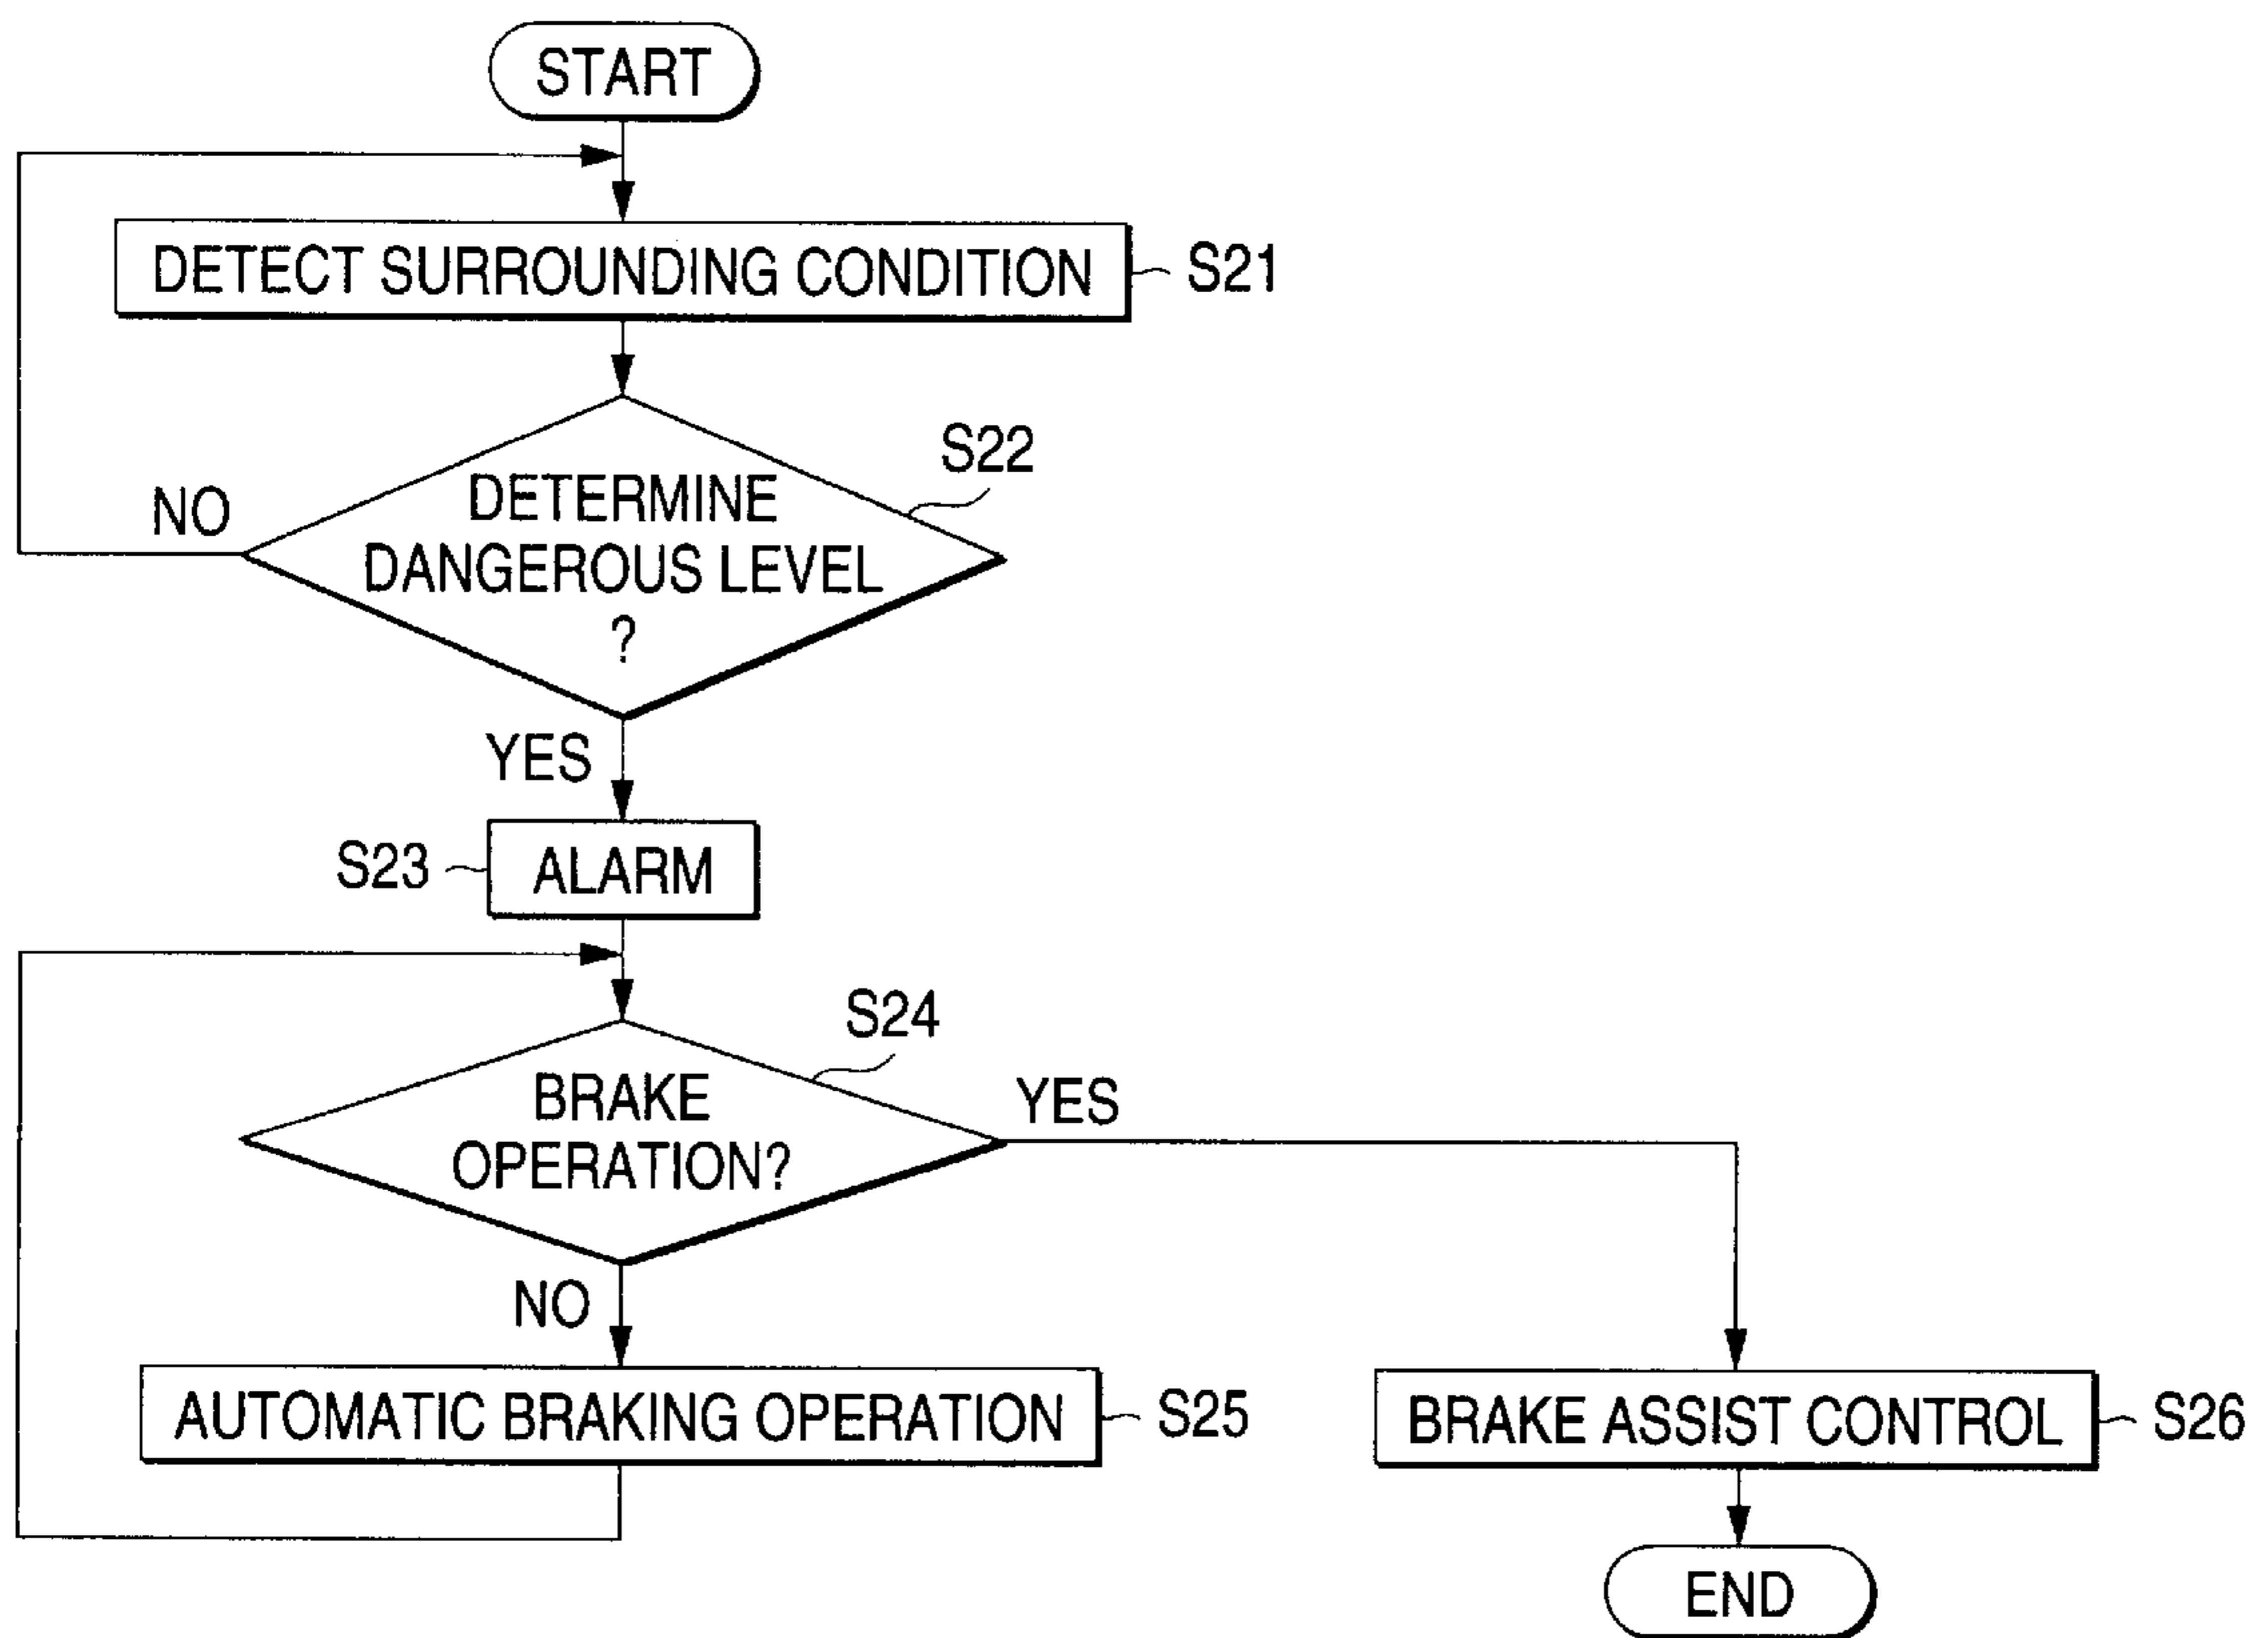 START
DETECT SURROUNDING CONDITION
S21
S22
DETERMINE
DANGEROUS LEVEL
?
NO
YES
S23
ALARM
S24
BRAKE
OPERATION?
YES
NO
AUTOMATIC BRAKING OPERATION
S25
BRAKE ASSIST CONTROL
S26
END